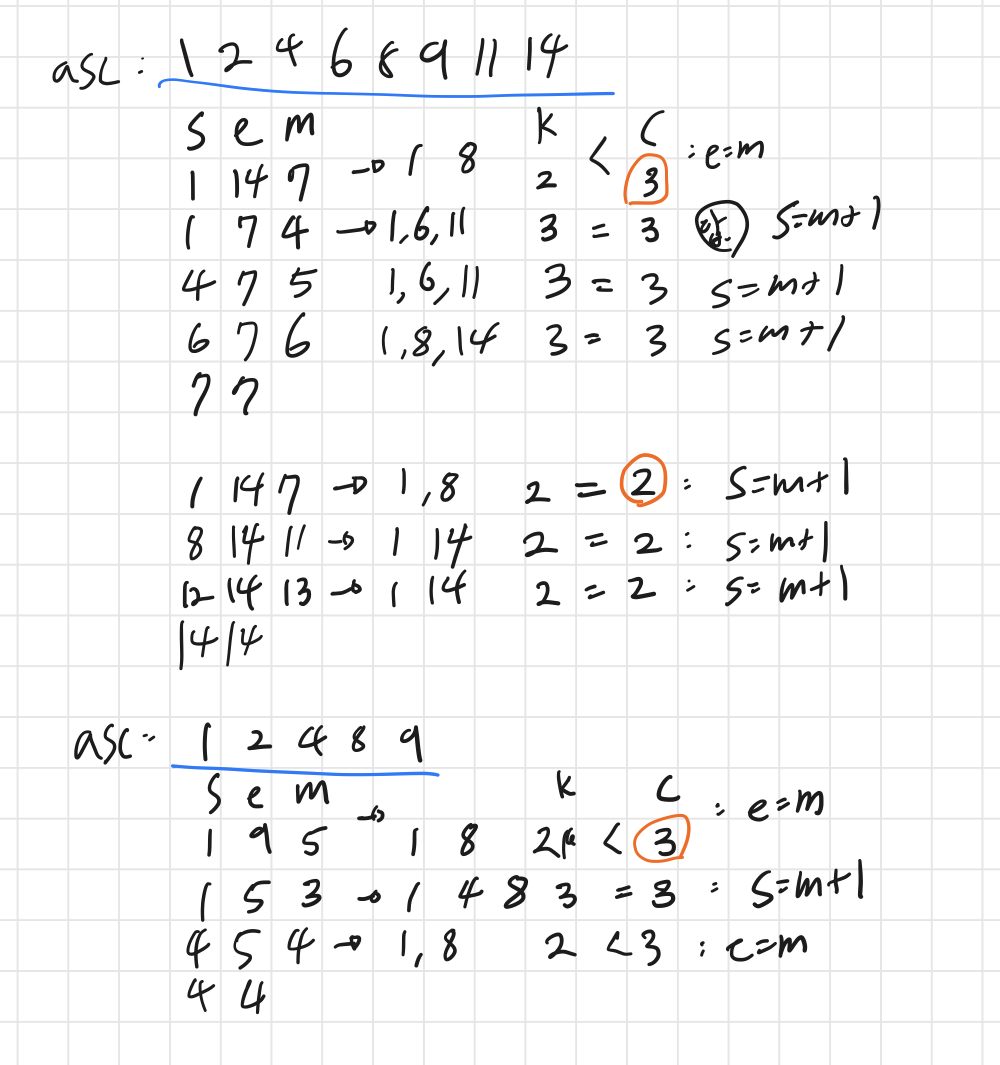 asc : 1 2 4 6 8 9 11 14
s e m k < c : e=m
1 14 7 → 1 8 2 3
1 7 4 → 1,6,11 3 = 3 s=m+1
4 7 5 1,6,11 3 = 3 s=m+1
6 7 6 1,8,14 3 = 3 s=m+1
7 7
1 14 7 → 1,8 2 = 2 : s=m+1
8 14 11 → 1 14 2 = 2 : s=m+1
12 14 13 → 1 14 2 = 2 : s=m+1
14 14
asc: 1 2 4 8 9
s e m k c : e=m
1 9 5 → 1 8 2 < 3
1 5 3 → 1 4 8 3 = 3 : s=m+1
4 5 4 → 1,8 2 < 3 : e=m
4 4